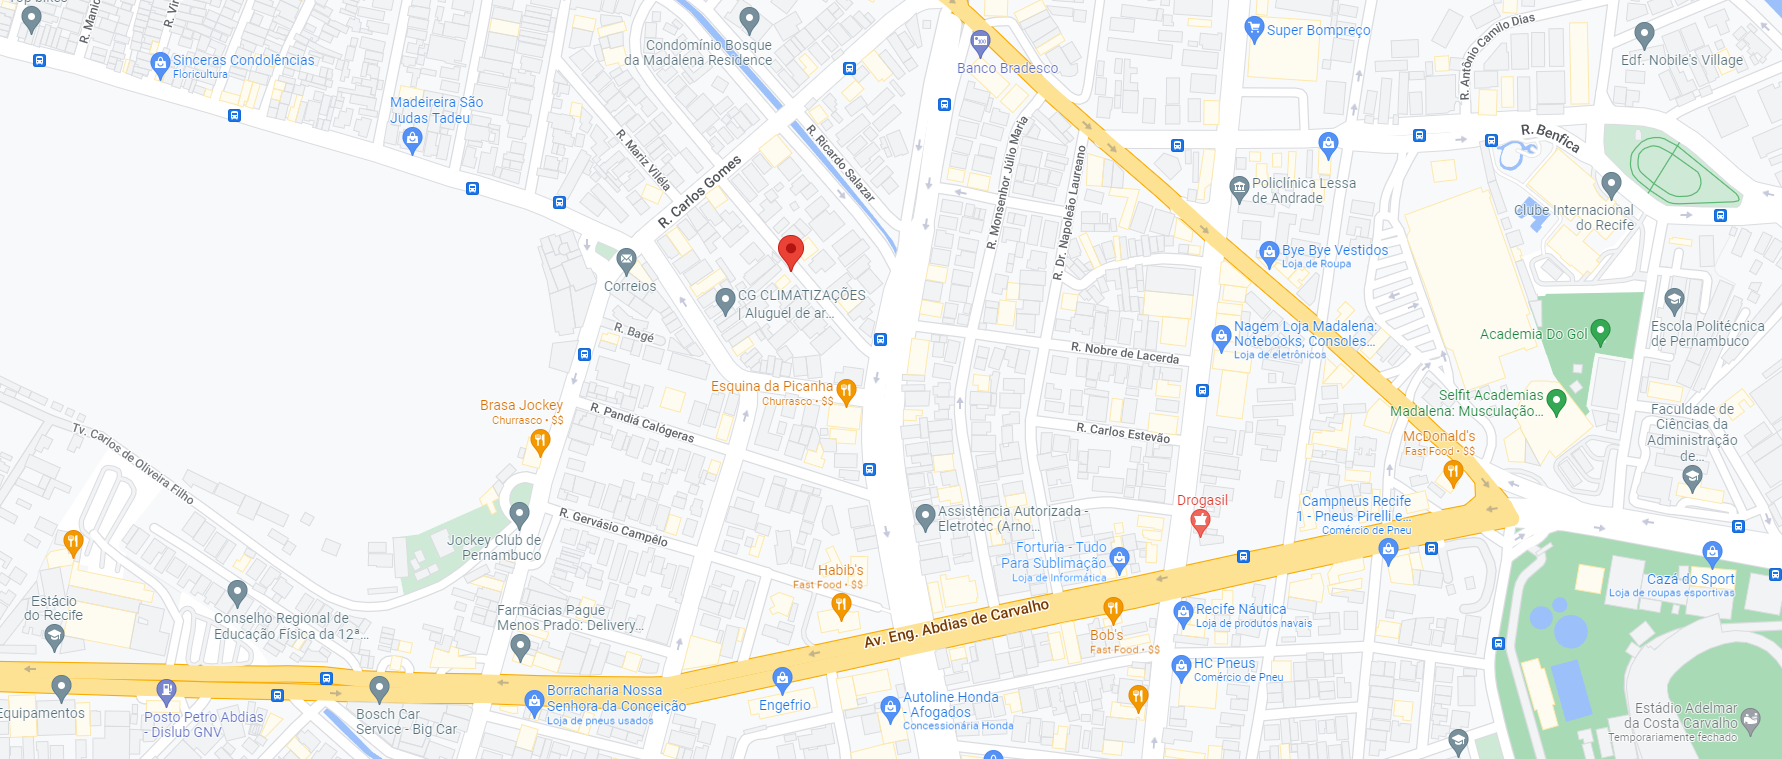 Top Bikes
R. Manic
R. Vir
Sinceras Condolências
Floricultura
Madeireira São
Judas Tadeu
Condomínio Bosque
da Madalena Residence
Banco Bradesco
Super Bompreço
R. Antônio Camilo Dias
Edf. Nobile's Village
R. Mariz Viléla
R. Carlos Gomes
R. Ricardo Salazar
R. Monsenhor Júlio Maria
R. Dr. Napoleão Laureano
R. Benfica
Policlínica Lessa
de Andrade
Clube Internacional
do Recife
Bye Bye Vestidos
Loja de Roupa
Correios
CG CLIMATIZAÇÕES
| Aluguel de ar...
R. Bagé
R. Nobre de Lacerda
Nagem Loja Madalena:
Notebooks, Consoles...
Loja de eletrônicos
Academia Do Gol
Escola Politécnica
de Pernambuco
Esquina da Picanha
Churrasco • $$
Brasa Jockey
Churrasco • $$
R. Pandiá Calógeras
R. Carlos Estevão
Selfit Academias
Madalena: Musculação...
McDonald's
Fast Food • $$
Faculdade de
Ciências da
Administração
de...
Tv. Carlos de Oliveira Filho
Jockey Club de
Pernambuco
R. Gervásio Campêlo
Assistência Autorizada -
Eletrotec (Arno...
Drogasil
Campneus Recife
1 - Pneus Pirelli e...
Comércio de Pneu
Forturia - Tudo
Para Sublimação
Loja de Informática
Habib's
Fast Food • $$
Cazá do Sport
Loja de roupas esportivas
Estácio
do Recife
Conselho Regional de
Educação Física da 12ª...
Farmácias Pague
Menos Prado: Delivery...
Av. Eng. Abdias de Carvalho
Recife Náutica
Loja de produtos navais
Bob's
Fast Food • $$
HC Pneus
Comércio de Pneu
Equipamentos
Posto Petro Abdias
- Dislub GNV
Bosch Car
Service - Big Car
Borracharia Nossa
Senhora da Conceição
Loja de pneus usados
Engefrio
Autoline Honda
- Afogados
Concessionária Honda
Estádio Adelmar
da Costa Carvalho
Temporariamente fechado